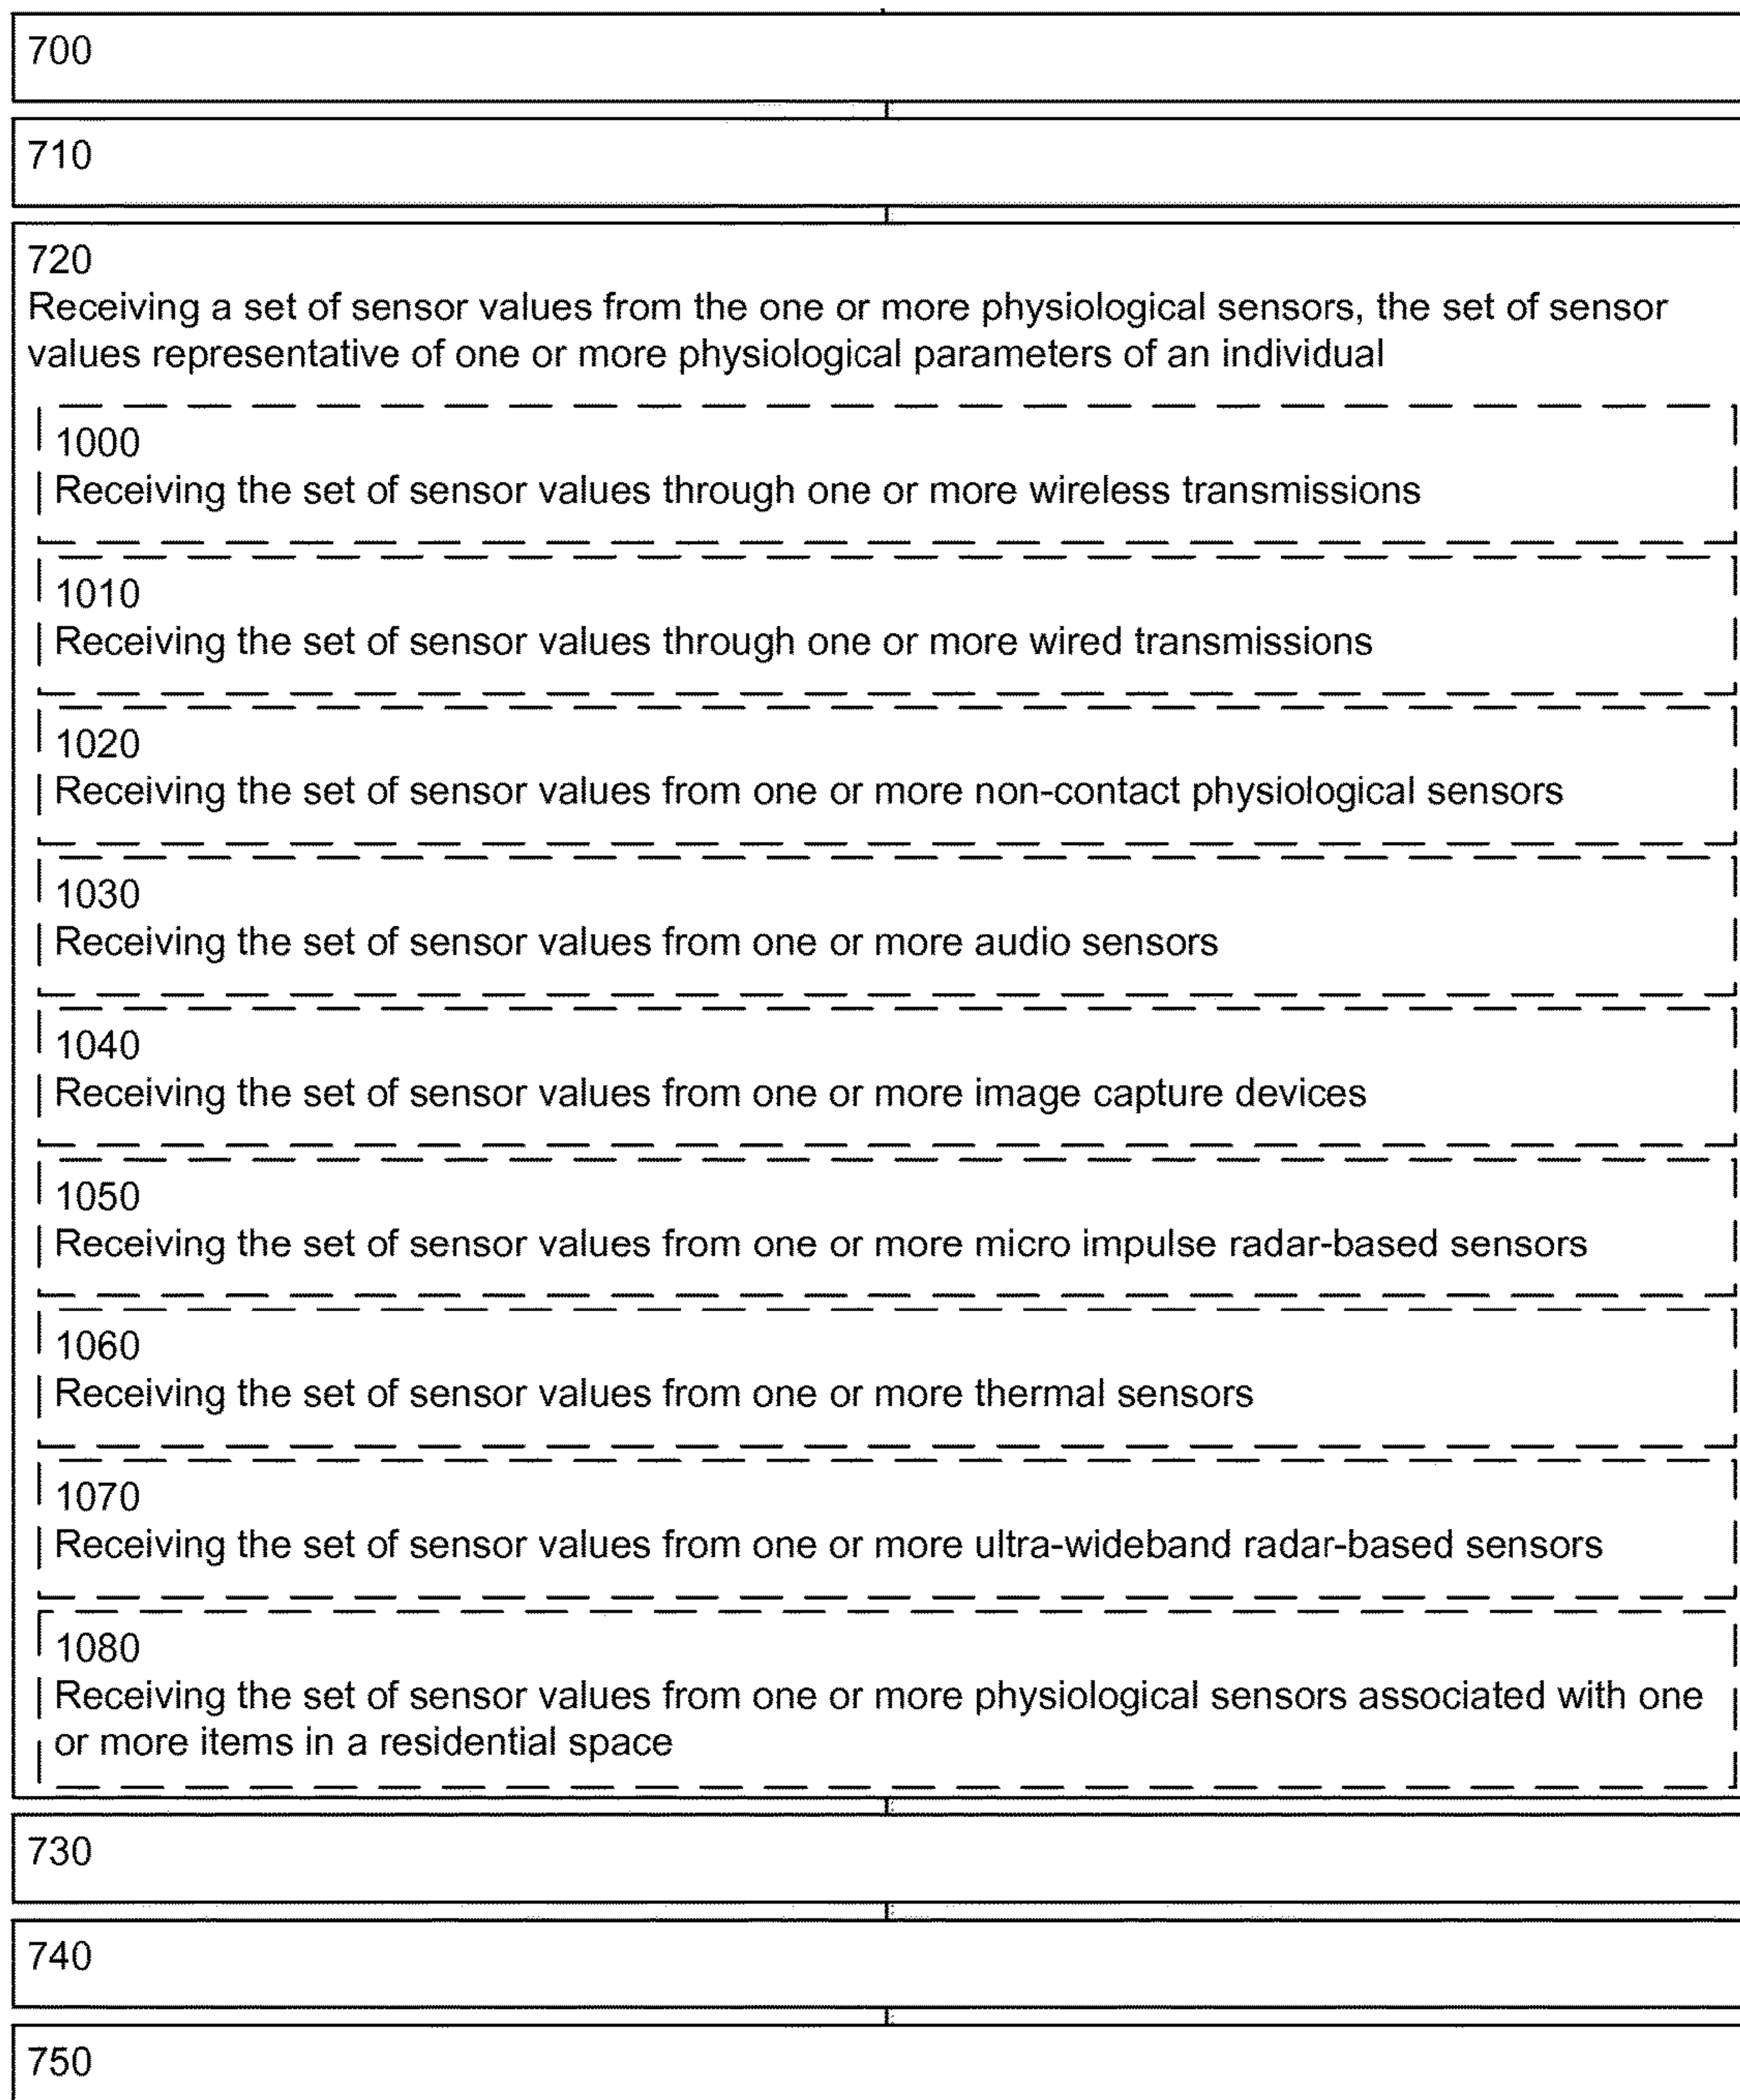 700
710
720
Receiving a set of sensor values from the one or more physiological sensors, the set of sensor
values representative of one or more physiological parameters of an individual
1000
Receiving the set of sensor values through one or more wireless transmissions
1010
Receiving the set of sensor values through one or more wired transmissions
1020
Receiving the set of sensor values from one or more non-contact physiological sensors
1030
Receiving the set of sensor values from one or more audio sensors
1040
Receiving the set of sensor values from one or more image capture devices
1050
Receiving the set of sensor values from one or more micro impulse radar-based sensors
1060
Receiving the set of sensor values from one or more thermal sensors
1070
Receiving the set of sensor values from one or more ultra-wideband radar-based sensors
1080
Receiving the set of sensor values from one or more physiological sensors associated with one
or more items in a residential space
730
740
750